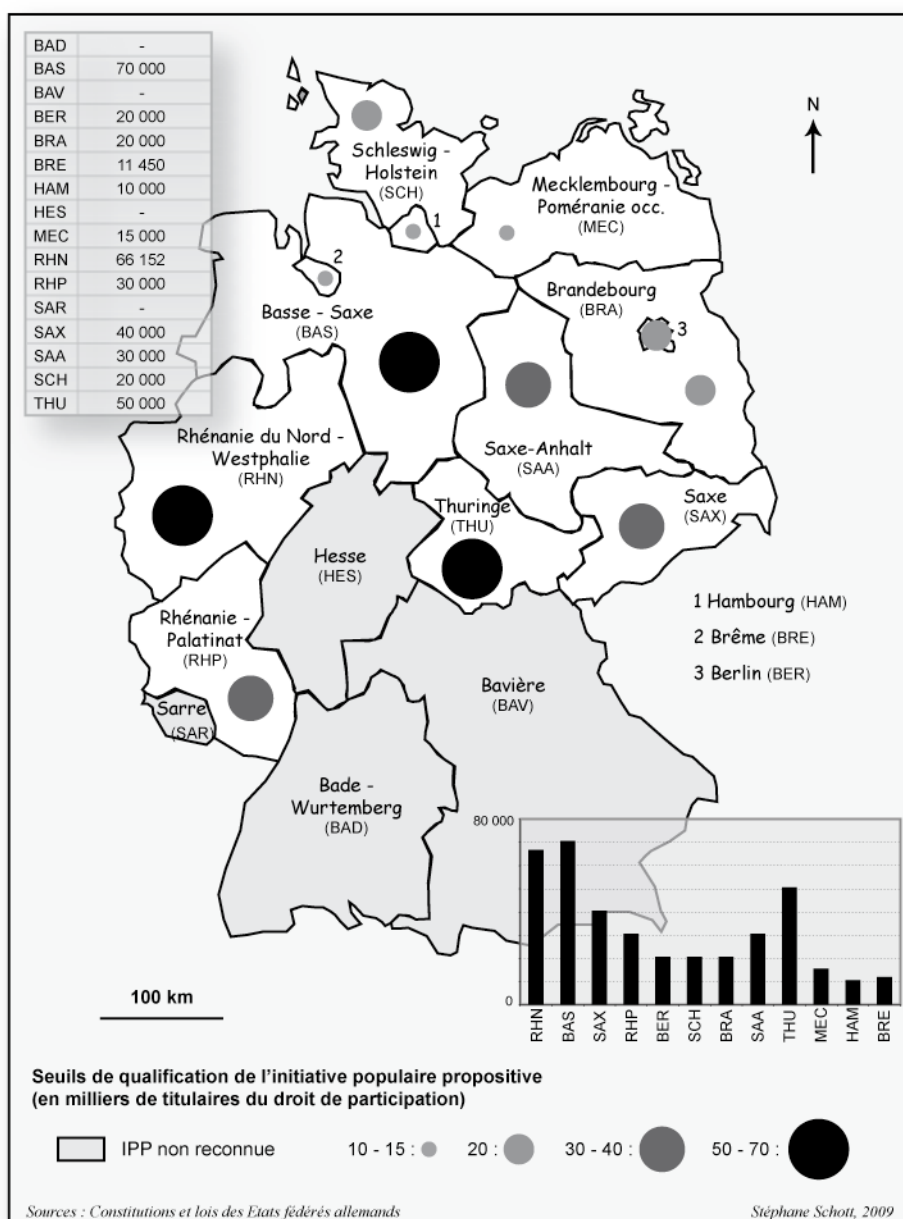 BAD -
BAS 70 000
BAV -
BER 20 000
BRA 20 000
BRE 11 450
HAM 10 000
HES -
MEC 15 000
RHN 66 152
RHP 30 000
SAR -
SAX 40 000
SAA 30 000
SCH 20 000
THU 50 000
N
Schleswig -
Holstein
(SCH)
Mecklembourg -
Poméranie occ.
(MEC)
1
2
Basse - Saxe
(BAS)
Brandebourg
(BRA)
3
Rhénanie du Nord -
Westphalie
(RHN)
Saxe-Anhalt
(SAA)
Thuringe
(THU)
Saxe
(SAX)
Hesse
(HES)
Rhénanie -
Palatinat
(RHP)
Sarre
(SAR)
Bavière
(BAV)
Bade -
Wurtemberg
(BAD)
1 Hambourg (HAM)
2 Brême (BRE)
3 Berlin (BER)
80 000
0
RHN BAS SAX RHP BER SCH BRA SAA THU MEC HAM BRE
100 km
Seuils de qualification de l'initiative populaire propositive
(en milliers de titulaires du droit de participation)
IPP non reconnue 10 - 15 : 20 : 30 - 40 : 50 - 70 :
Sources : Constitutions et lois des Etats fédérés allemands Stéphane Schott, 2009